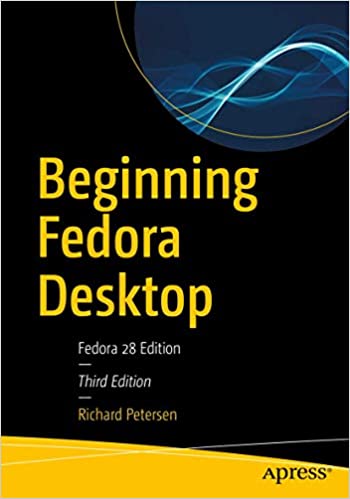 Beginning
Fedora
Desktop
Fedora 28 Edition
—
Third Edition
—
Richard Petersen
Apress®